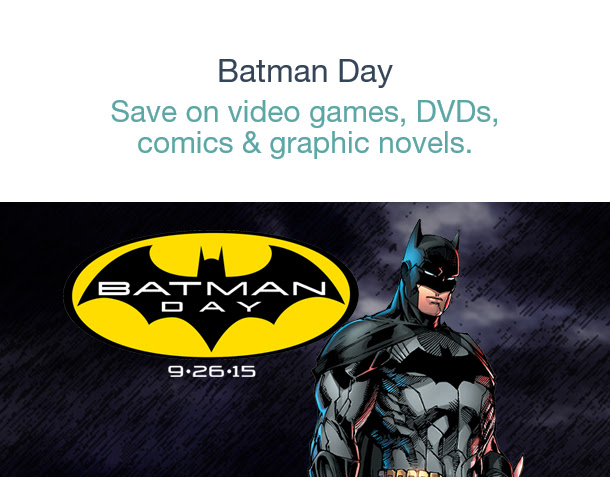 Batman Day
Save on video games, DVDs,
comics & graphic novels.
BATMAN
DAY
9•26•15